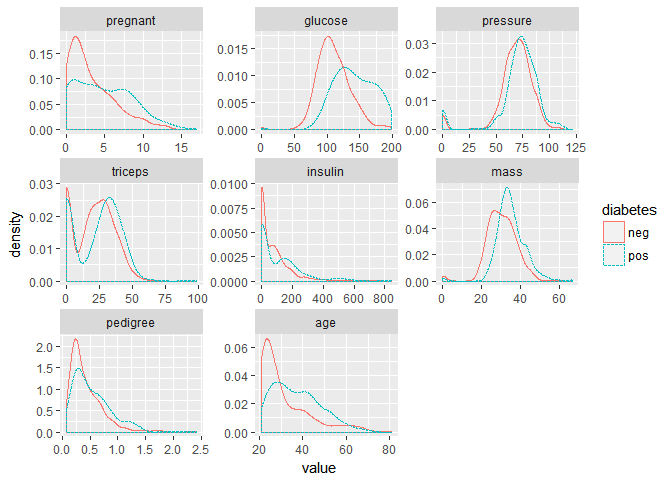 pregnant glucose pressure
0.15
0.10
0.05
0.00
0 5 10 15
0.015
0.010
0.005
0.000
0 50 100 150 200
0.03
0.02
0.01
0.00
0 25 50 75 100 125
triceps insulin mass
0.03
0.02
0.01
0.00
0 25 50 75 100
0.0100
0.0075
0.0050
0.0025
0.0000
0 200 400 600 800
0.06
0.04
0.02
0.00
0 20 40 60
pedigree age
2.0
1.5
1.0
0.5
0.0
0.0 0.5 1.0 1.5 2.0 2.5
0.06
0.04
0.02
0.00
20 40 60 80
density
value
diabetes
neg
pos